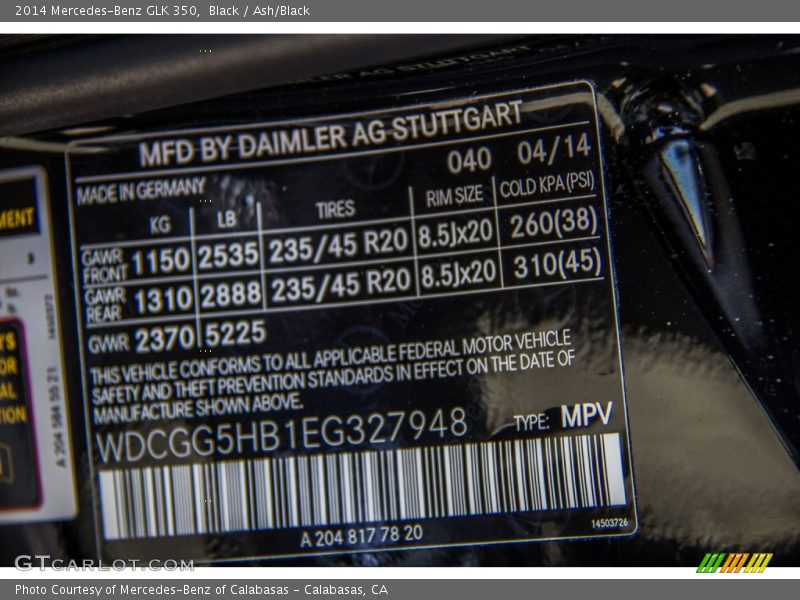 2014 Mercedes-Benz GLK 350,  Black / Ash/Black
MFD BY DAIMLER AG STUTTGART
040 04/14
MADE IN GERMANY
KG LB TIRES RIM SIZE COLD KPA (PSI)
GAWR FRONT 1150 2535 235/45 R20 8.5Jx20 260(38)
GAWR REAR 1310 2888 235/45 R20 8.5Jx20 310(45)
GWR 2370 5225
THIS VEHICLE CONFORMS TO ALL APPLICABLE FEDERAL MOTOR VEHICLE
SAFETY AND THEFT PREVENTION STANDARDS IN EFFECT ON THE DATE OF
MANUFACTURE SHOWN ABOVE.
WDCGG5HB1EG327948 TYPE: MPV
A 204 817 78 20
14503726
A 204 584 55 21
GTCARLOT.COM
Photo Courtesy of Mercedes-Benz of Calabasas - Calabasas, CA